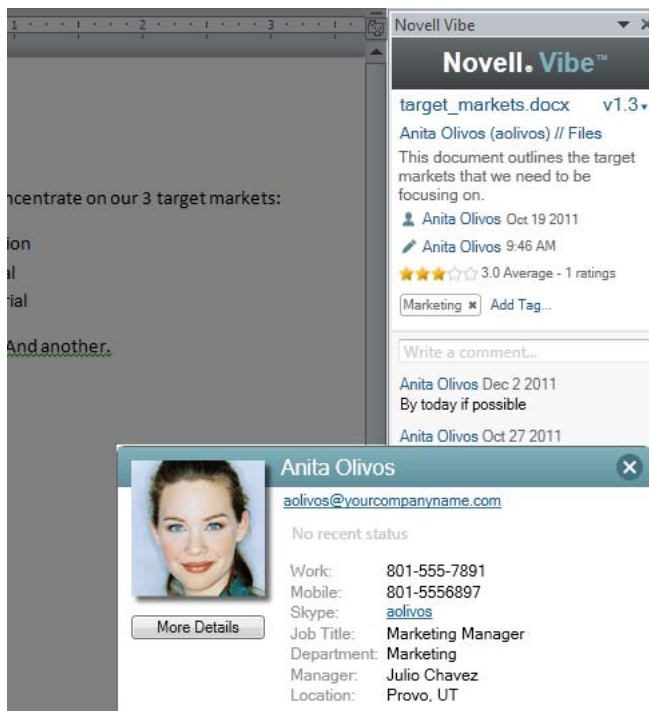 1 2 3
Novell Vibe
Novell. Vibe™
target_markets.docx v1.3
Anita Olivos (aolivos) // Files
This document outlines the target
markets that we need to be
focusing on.
Anita Olivos Oct 19 2011
Anita Olivos 9:46 AM
3.0 Average - 1 ratings
Marketing Add Tag...
Write a comment...
Anita Olivos Dec 2 2011
By today if possible
Anita Olivos Oct 27 2011
ncentrate on our 3 target markets:
ion
al
rial
And another.
Anita Olivos
aolivos@yourcompanyname.com
No recent status
More Details
Work: 801-555-7891
Mobile: 801-5556897
Skype: aolivos
Job Title: Marketing Manager
Department: Marketing
Manager: Julio Chavez
Location: Provo, UT